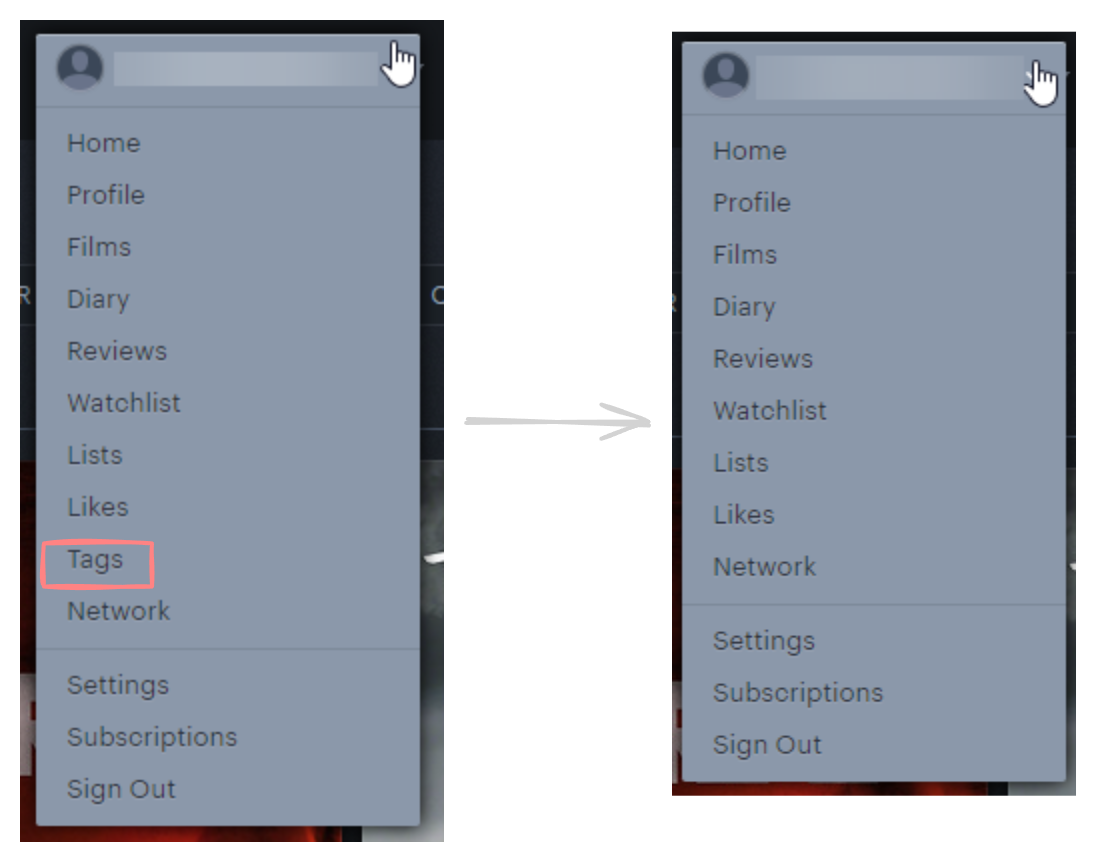 Home
Profile
Films
Diary
Reviews
Watchlist
Lists
Likes
Tags
Network
Settings
Subscriptions
Sign Out
Home
Profile
Films
Diary
Reviews
Watchlist
Lists
Likes
Network
Settings
Subscriptions
Sign Out